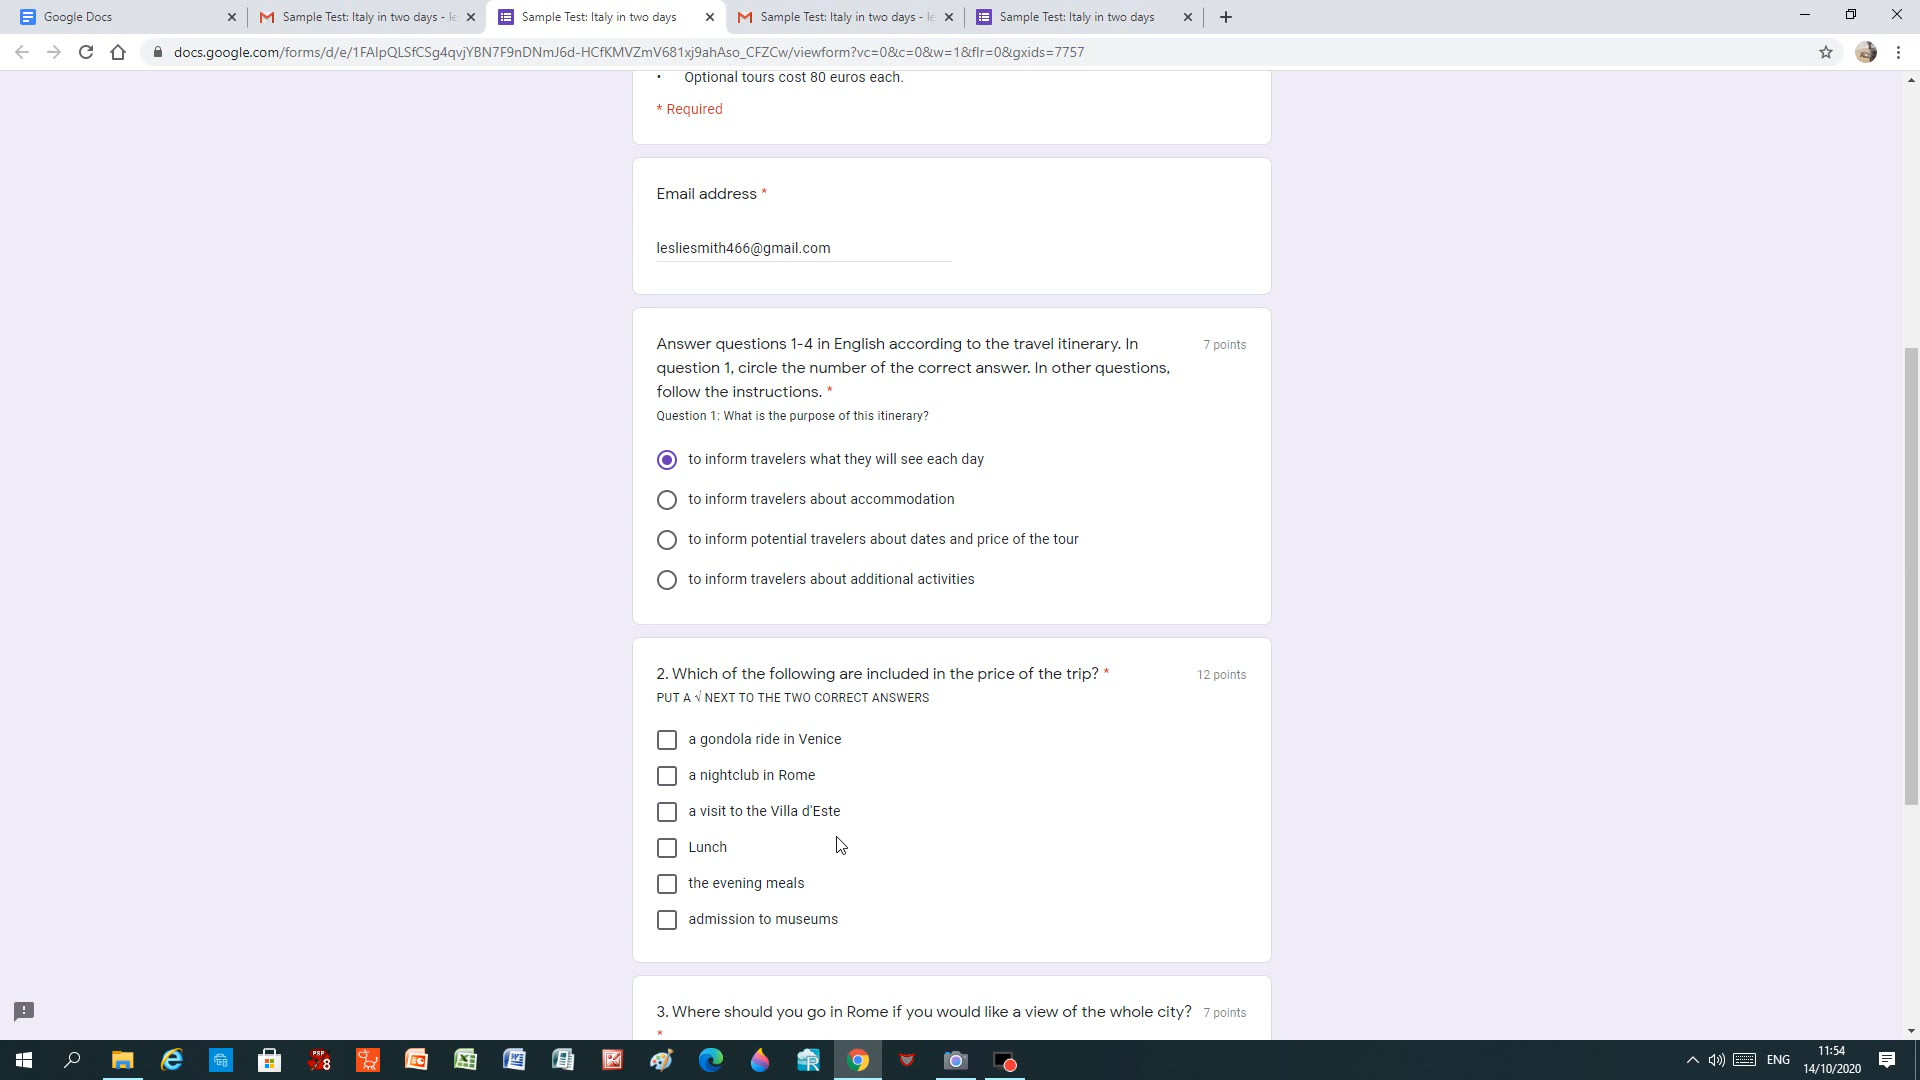 Google Docs
Sample Test: Italy in two days - le
Sample Test: Italy in two days
Sample Test: Italy in two days - le
Sample Test: Italy in two days
docs.google.com/forms/d/e/1FAIpQLSfCSg4qvjYBN7F9nDNmJ6d-HCfKMVZmV681xj9ahAso_CFZCw/viewform?vc=0&c=0&w=1&flr=0&gxids=7757
• Optional tours cost 80 euros each.
* Required
Email address *
lesliesmith466@gmail.com
Answer questions 1-4 in English according to the travel itinerary. In
7 points
question 1, circle the number of the correct answer. In other questions,
follow the instructions. *
Question 1: What is the purpose of this itinerary?
to inform travelers what they will see each day
to inform travelers about accommodation
to inform potential travelers about dates and price of the tour
to inform travelers about additional activities
2. Which of the following are included in the price of the trip? *
12 points
PUT A √ NEXT TO THE TWO CORRECT ANSWERS
a gondola ride in Venice
a nightclub in Rome
a visit to the Villa d'Este
Lunch
the evening meals
admission to museums
3. Where should you go in Rome if you would like a view of the whole city?
7 points
*
PSP 8
ENG
11:54
14/10/2020